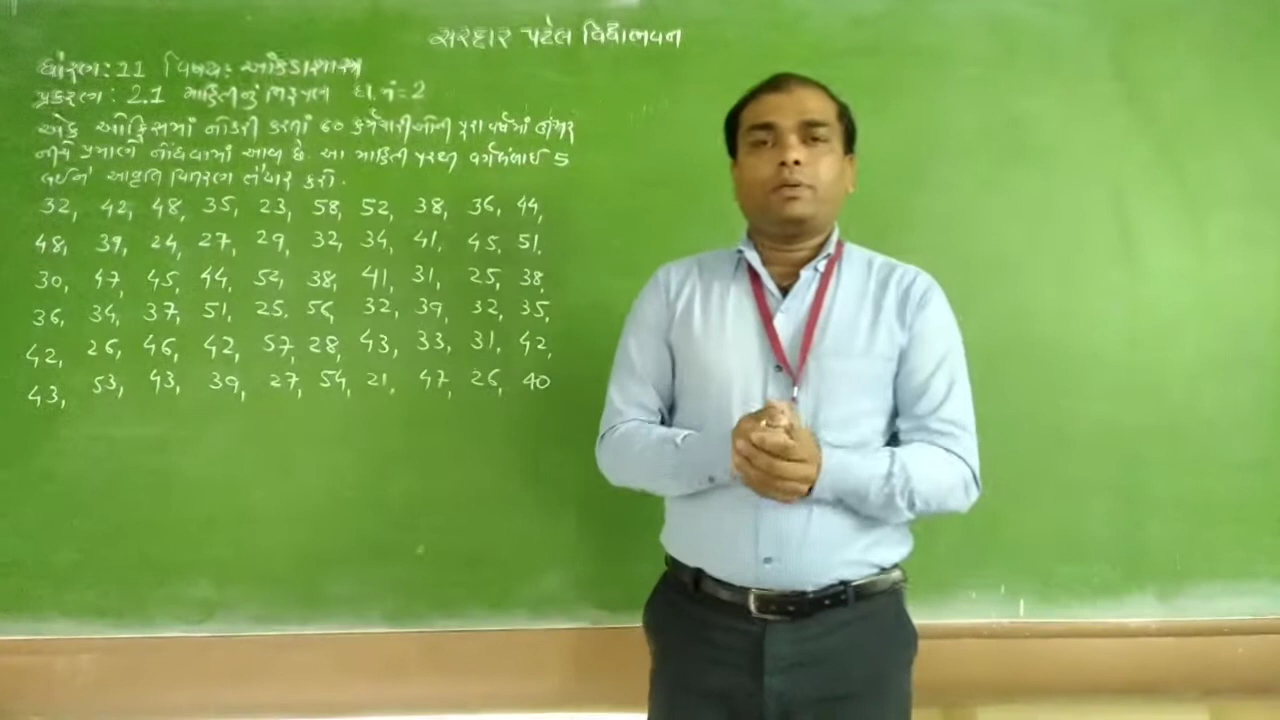 સરદાર પટેલ વિદ્યાભવન
ધોરણ : 11 વિષય : આંકડાશાસ્ત્ર
પ્રકરણ : 2.1 માહિતીનું નિરૂપણ દા.નં = 2
એક ઓફિસમાં નોકરી કરતાં ૬૦ કર્મચારીઓની પૂરા વર્ષમાં ઉંમર
નીચે પ્રમાણે નોંધવામાં આવી છે. આ માહિતી પરથી વર્ગલંબાઈ 5
લઈને આવૃત્તિ વિતરણ તૈયાર કરો.
32, 42, 48, 35, 23, 58, 52, 38, 36, 44,
48, 39, 24, 27, 29, 32, 34, 41, 45, 51,
30, 47, 45, 44, 52, 38, 41, 31, 25, 38,
36, 34, 37, 51, 25, 56, 32, 39, 32, 35,
42, 26, 46, 42, 57, 28, 43, 33, 31, 42,
43, 53, 43, 39, 27, 54, 21, 47, 26, 40